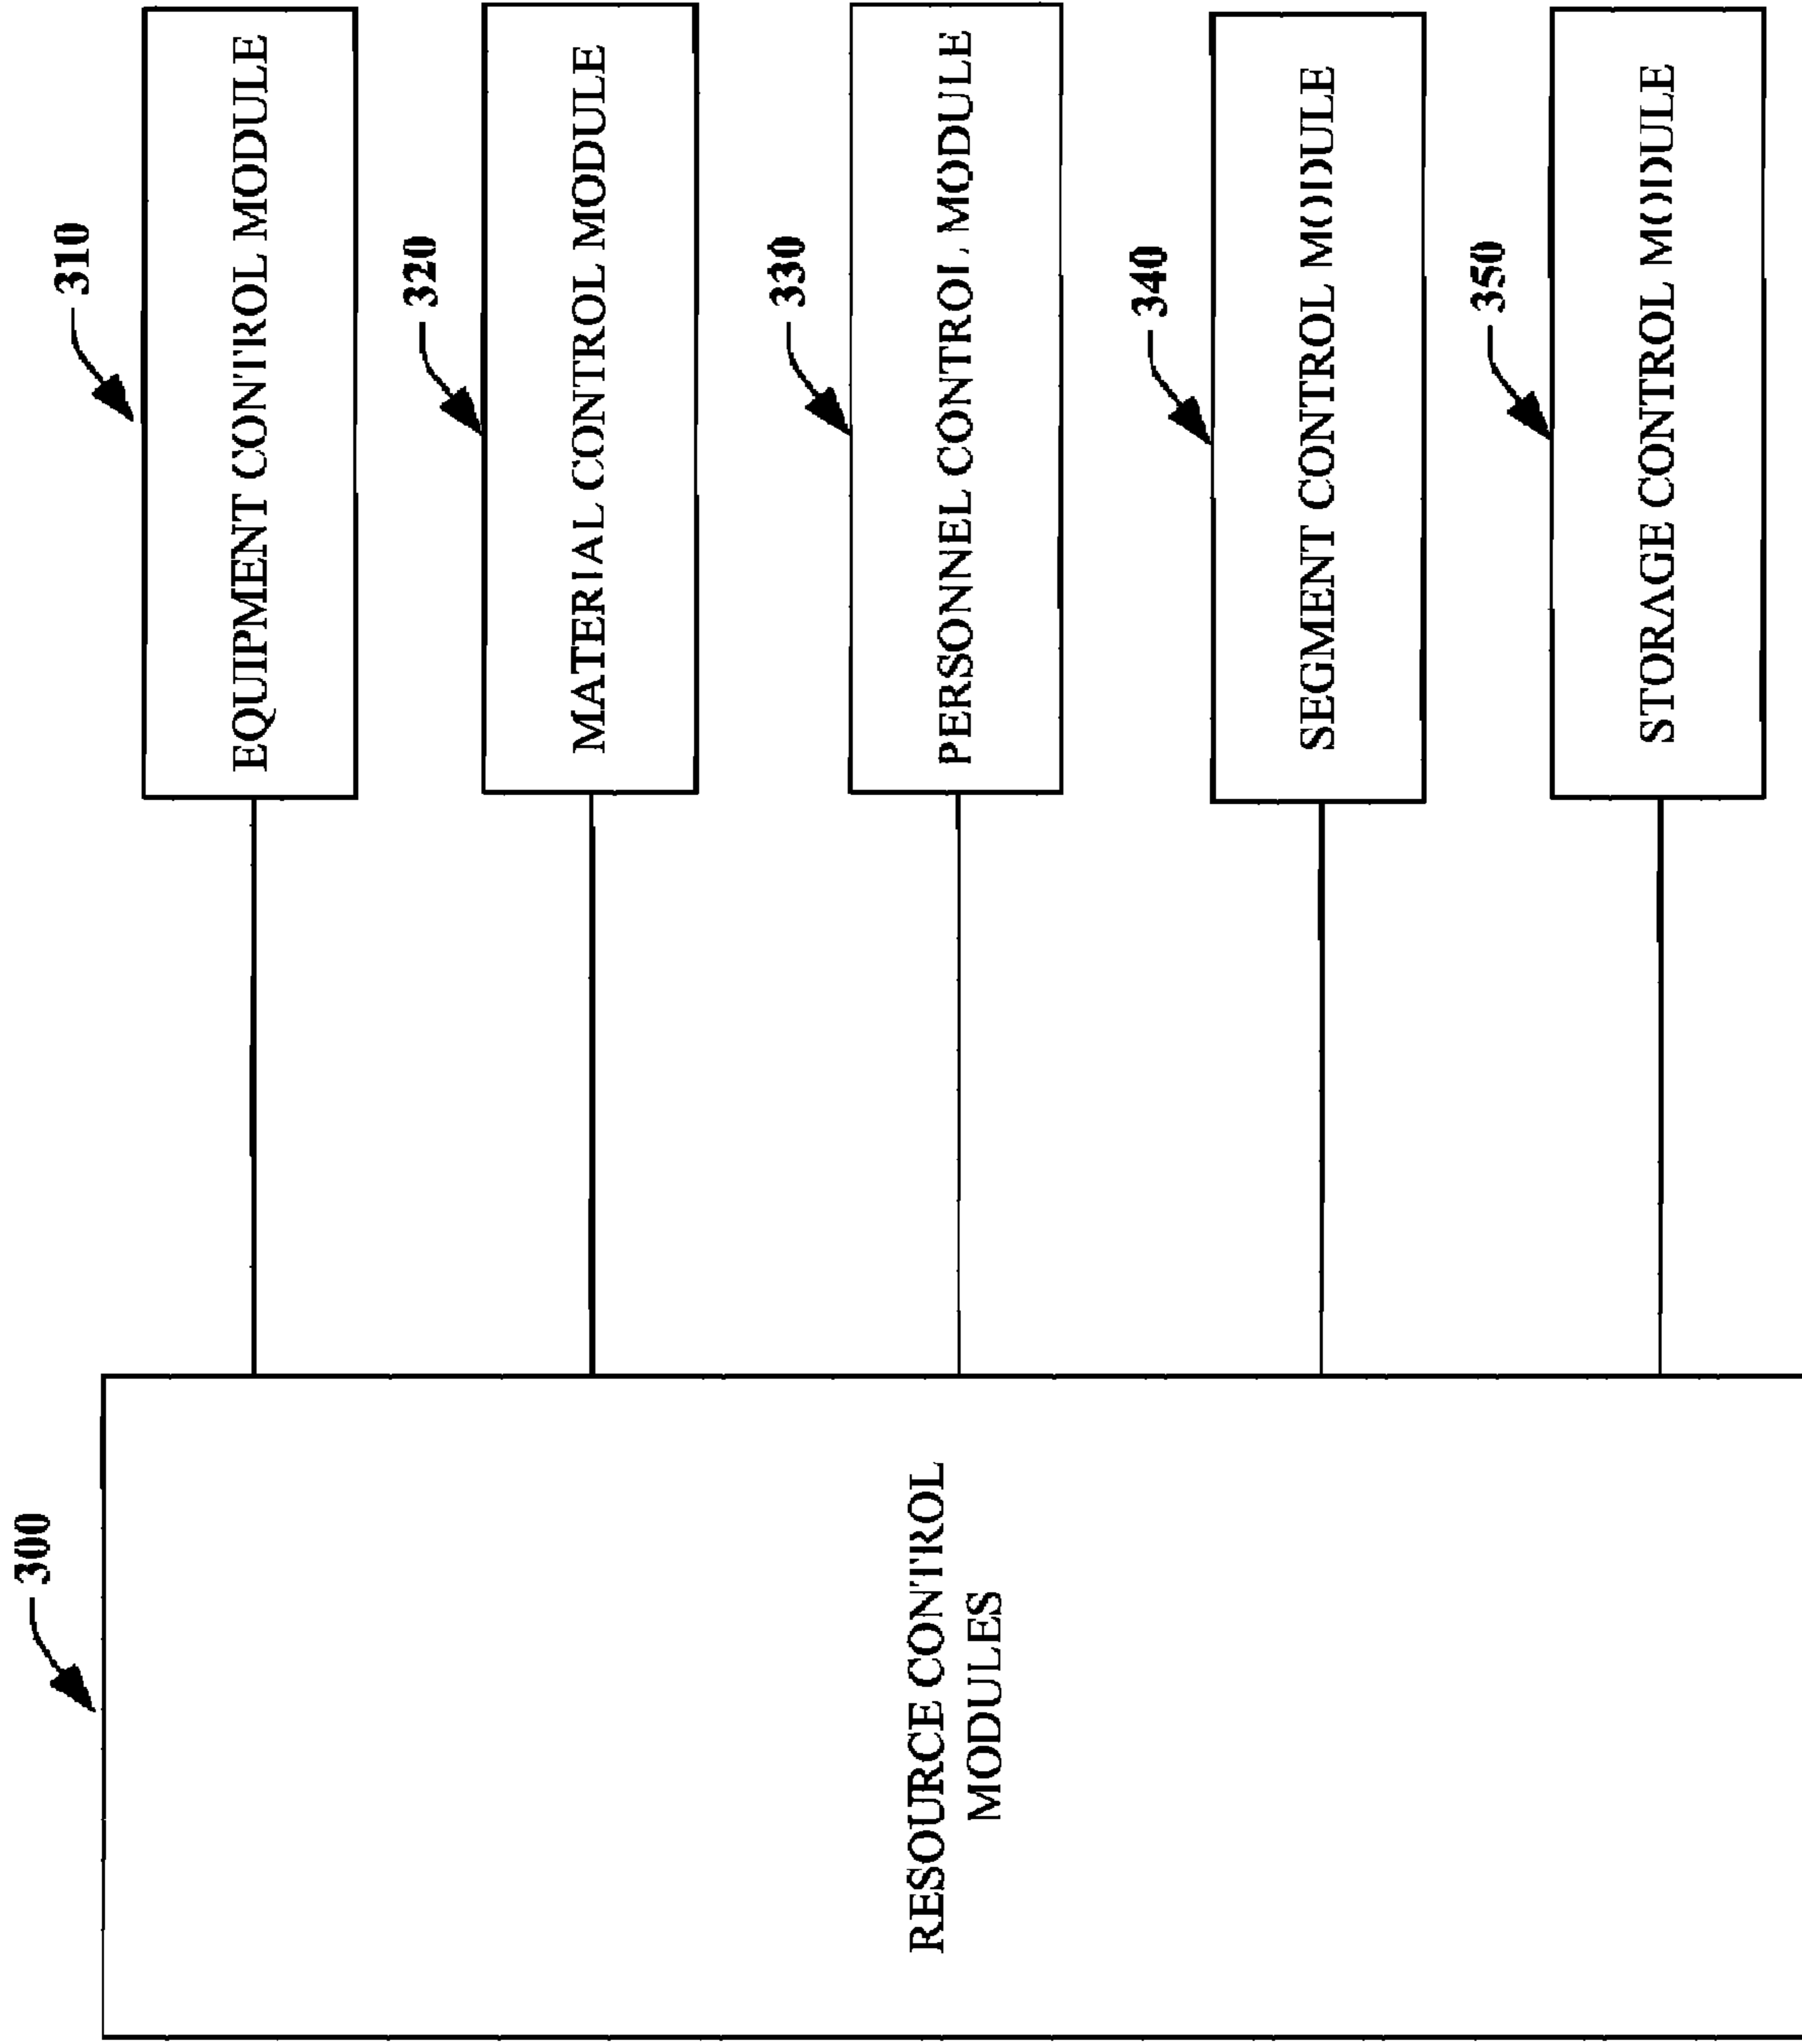 300
RESOURCE CONTROL
MODULES
310
EQUIPMENT CONTROL MODULE
320
MATERIAL CONTROL MODULE
330
PERSONNEL CONTROL MODULE
340
SEGMENT CONTROL MODULE
350
STORAGE CONTROL MODULE